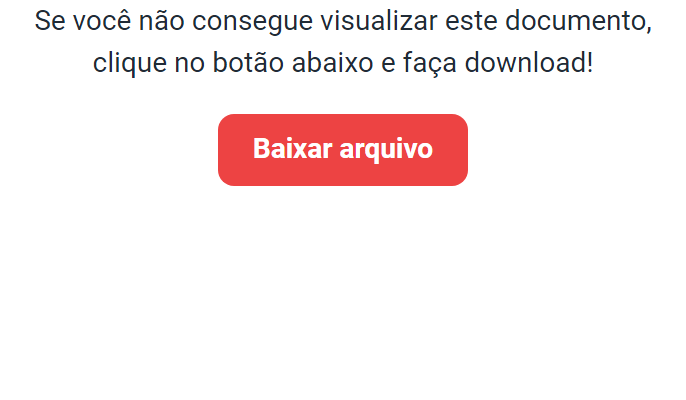 Se você não consegue visualizar este documento,
clique no botão abaixo e faça download!
Baixar arquivo